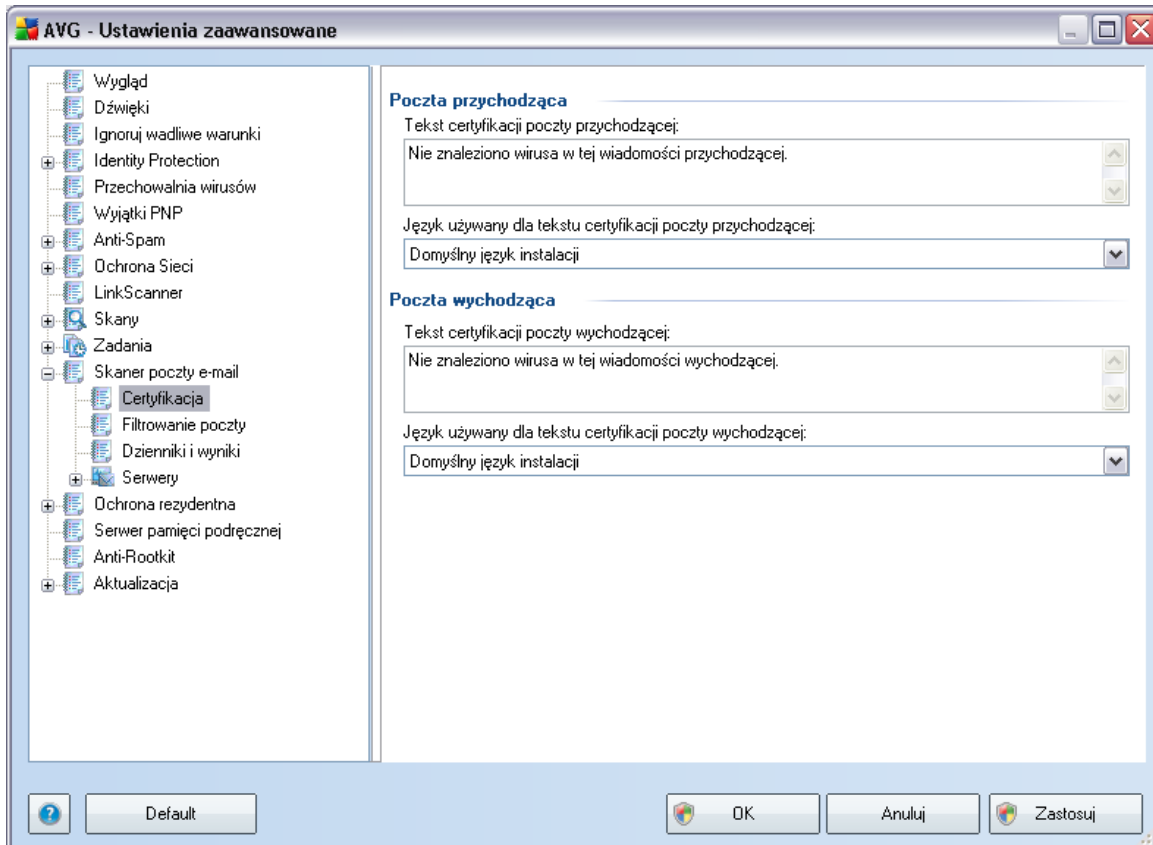 AVG - Ustawienia zaawansowane
Wygląd
Dźwięki
Ignoruj wadliwe warunki
Identity Protection
Przechowalnia wirusów
Wyjątki PNP
Anti-Spam
Ochrona Sieci
LinkScanner
Skany
Zadania
Skaner poczty e-mail
Certyfikacja
Filtrowanie poczty
Dzienniki i wyniki
Serwery
Ochrona rezydentna
Serwer pamięci podręcznej
Anti-Rootkit
Aktualizacja
Poczta przychodząca
Tekst certyfikacji poczty przychodzącej:
Nie znaleziono wirusa w tej wiadomości przychodzącej.
Język używany dla tekstu certyfikacji poczty przychodzącej:
Domyślny język instalacji
Poczta wychodząca
Tekst certyfikacji poczty wychodzącej:
Nie znaleziono wirusa w tej wiadomości wychodzącej.
Język używany dla tekstu certyfikacji poczty wychodzącej:
Domyślny język instalacji
Default
OK
Anuluj
Zastosuj